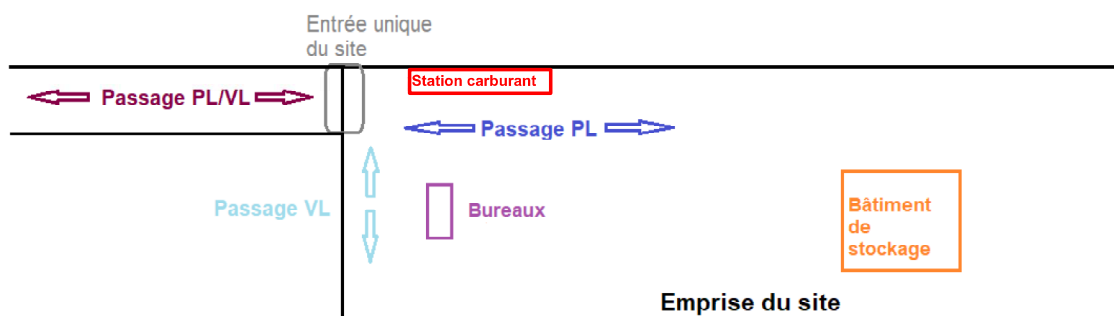 Entrée unique
du site
Station carburant
Passage PL/VL
Passage PL
Passage VL
Bureaux
Bâtiment
de
stockage
Emprise du site